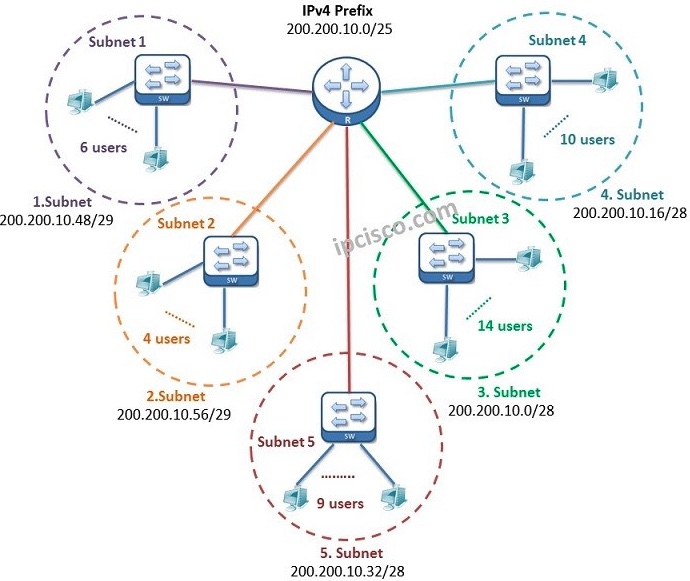 IPv4 Prefix
200.200.10.0/25
Subnet 1
SW
6 users
1.Subnet
200.200.10.48/29
R
Subnet 4
SW
10 users
4. Subnet
200.200.10.16/28
Subnet 2
SW
4 users
2.Subnet
200.200.10.56/29
ipcisco.com
Subnet 3
SW
14 users
3. Subnet
200.200.10.0/28
Subnet 5
SW
9 users
5. Subnet
200.200.10.32/28